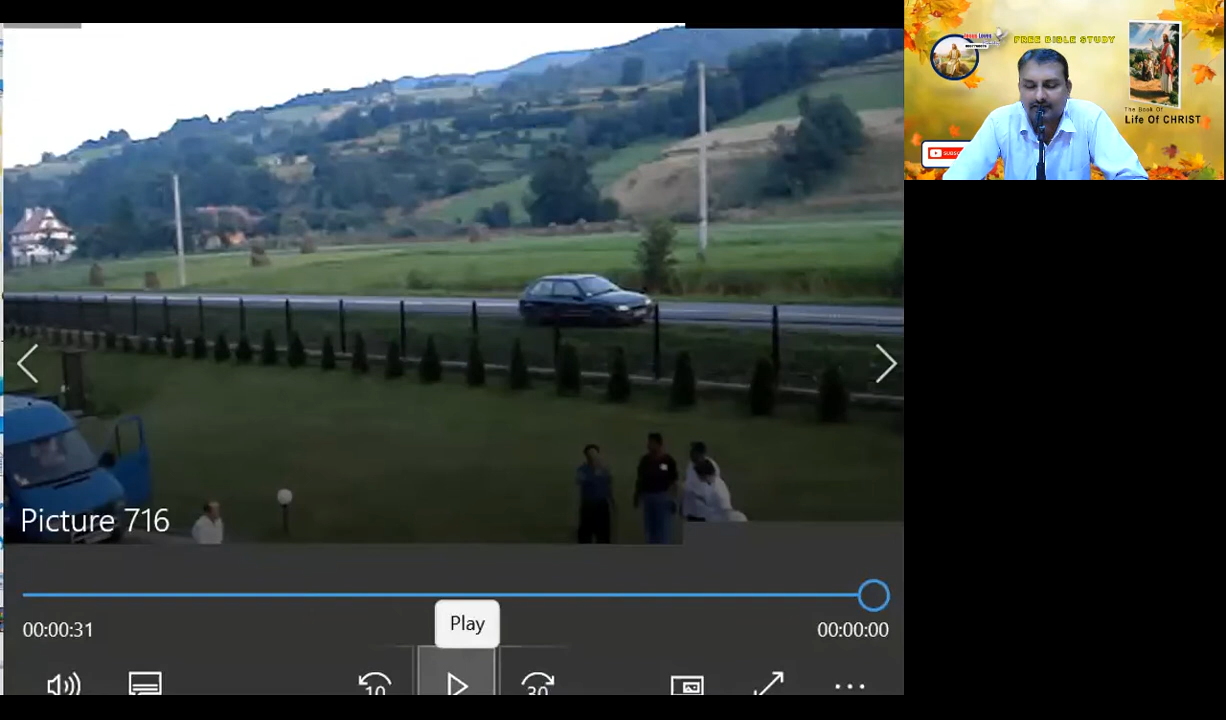 FREE BIBLE STUDY
The Book Of
Life Of CHRIST
Picture 716
Play
00:00:31
00:00:00
10
30